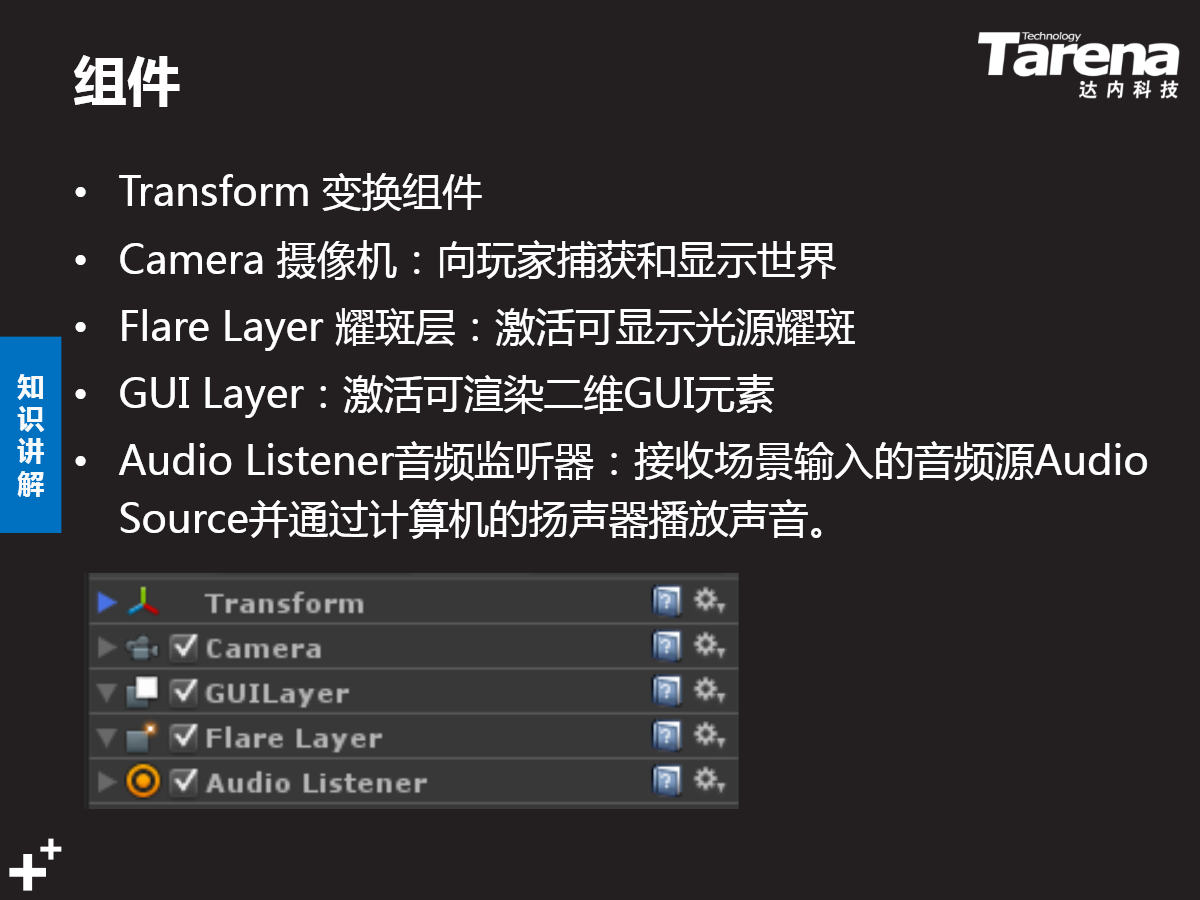 组件
Technology
Tarena
达内科技
• Transform 变换组件
• Camera 摄像机：向玩家捕获和显示世界
• Flare Layer 耀斑层：激活可显示光源耀斑
• GUI Layer：激活可渲染二维GUI元素
• Audio Listener音频监听器：接收场景输入的音频源Audio
Source并通过计算机的扬声器播放声音。
知
识
讲
解
Transform
Camera
GUILayer
Flare Layer
Audio Listener